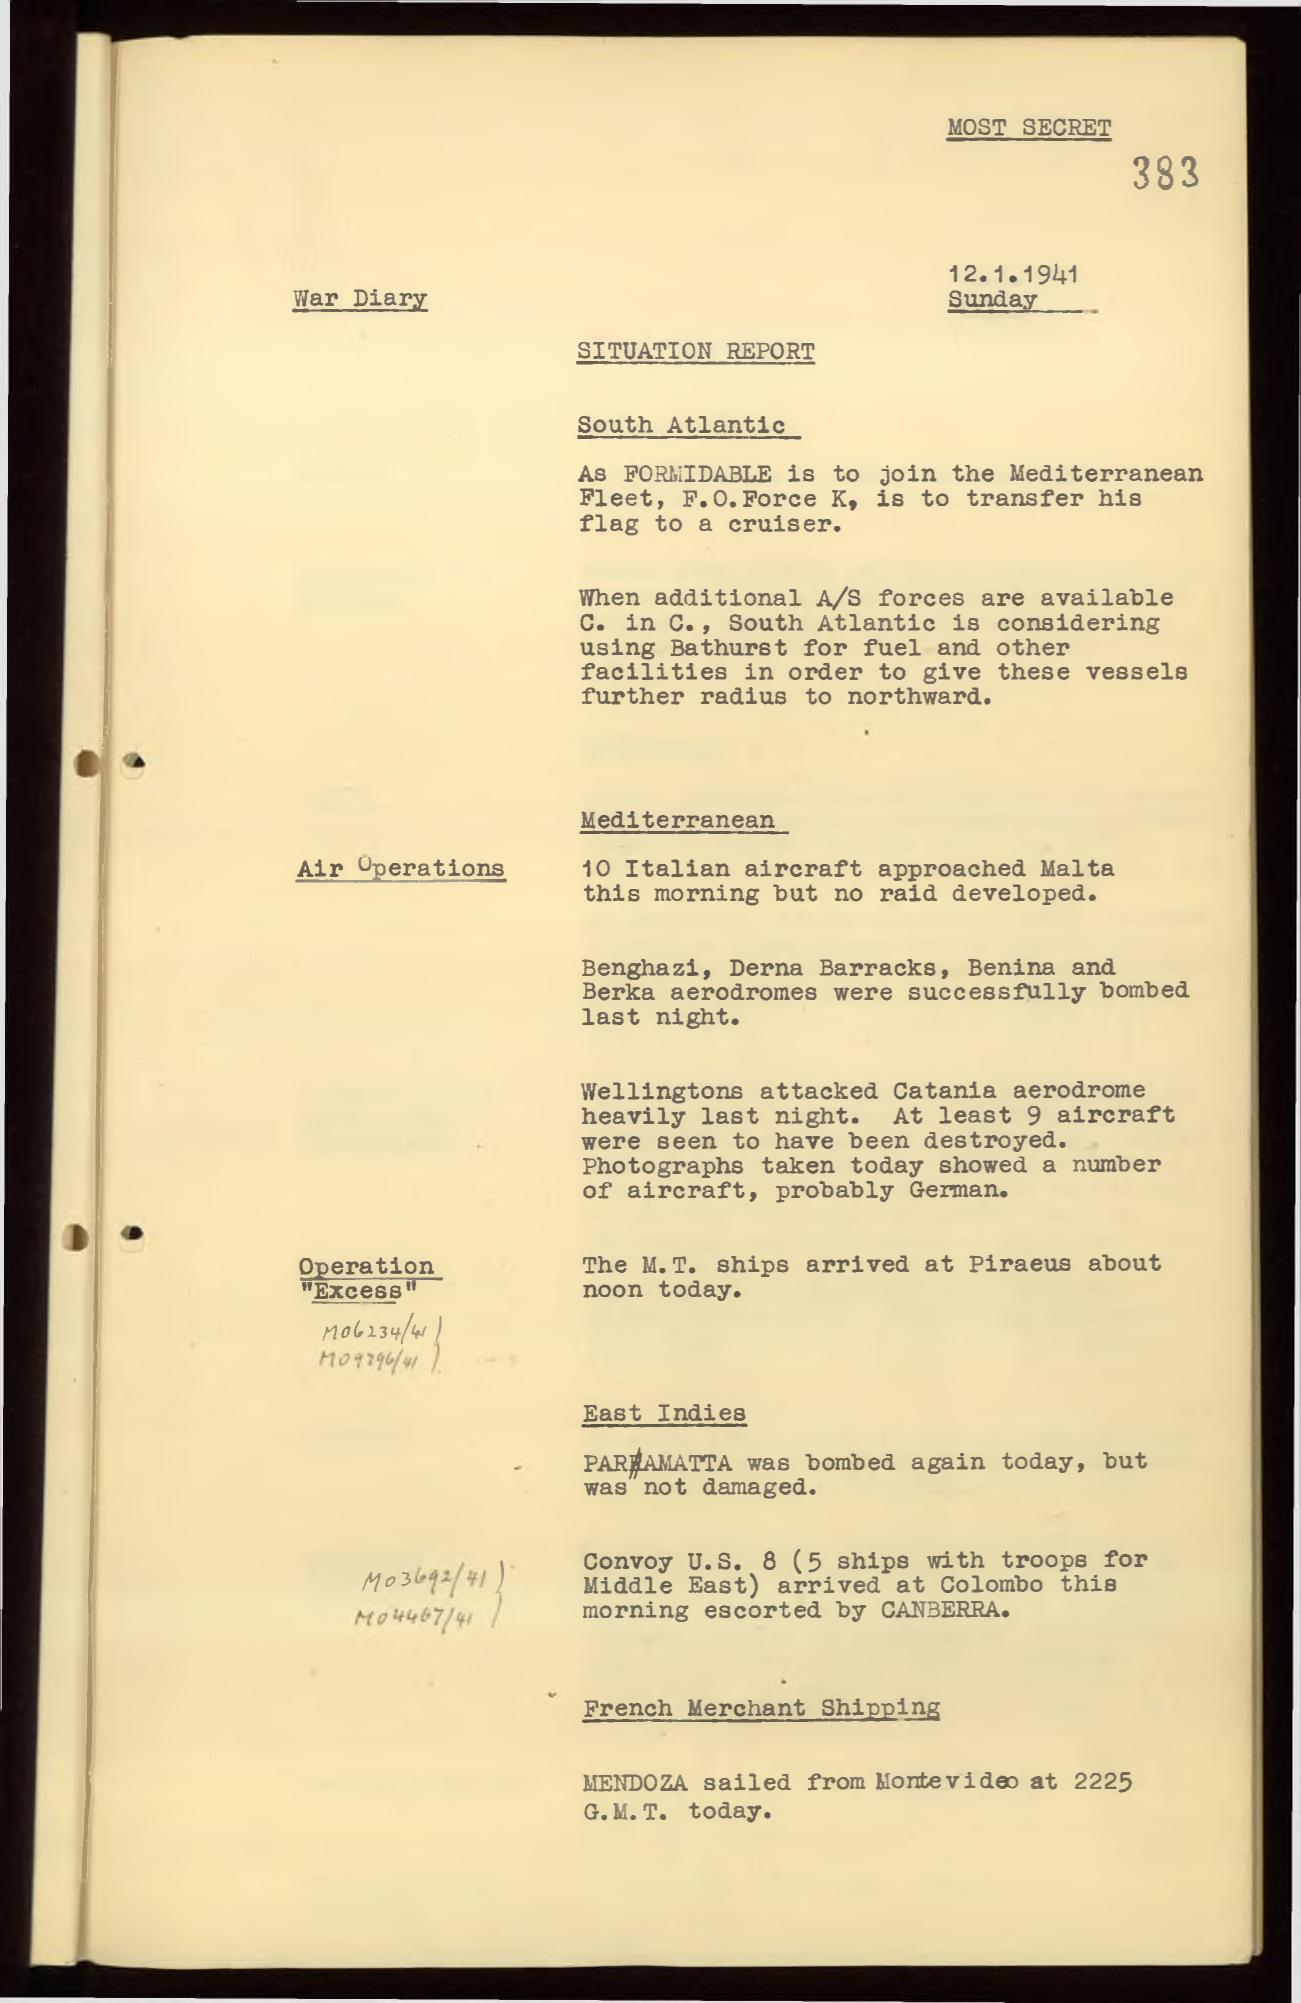 MOST SECRET
383
12.1.1941
War Diary
Sunday
SITUATION REPORT
South Atlantic
As FORMIDABLE is to join the Mediterranean
Fleet, F.O.Force K, is to transfer his
flag to a cruiser.
When additional A/S forces are available
C. in C., South Atlantic is considering
using Bathurst for fuel and other
facilities in order to give these vessels
further radius to northward.
Mediterranean
Air Operations
10 Italian aircraft approached Malta
this morning but no raid developed.
Benghazi, Derna Barracks, Benina and
Berka aerodromes were successfully bombed
last night.
Wellingtons attacked Catania aerodrome
heavily last night. At least 9 aircraft
were seen to have been destroyed.
Photographs taken today showed a number
of aircraft, probably German.
Operation
"Excess"
The M.T. ships arrived at Piraeus about
noon today.
M06234/41)
East Indies
PARRAMATTA was bombed again today, but
was not damaged.
Convoy U.S. 8 (5 ships with troops for
Middle East) arrived at Colombo this
morning escorted by CANBERRA.
M03692/41)
M04467/41)
French Merchant Shipping
MENDOZA sailed from Montevideo at 2225
G.M.T. today.